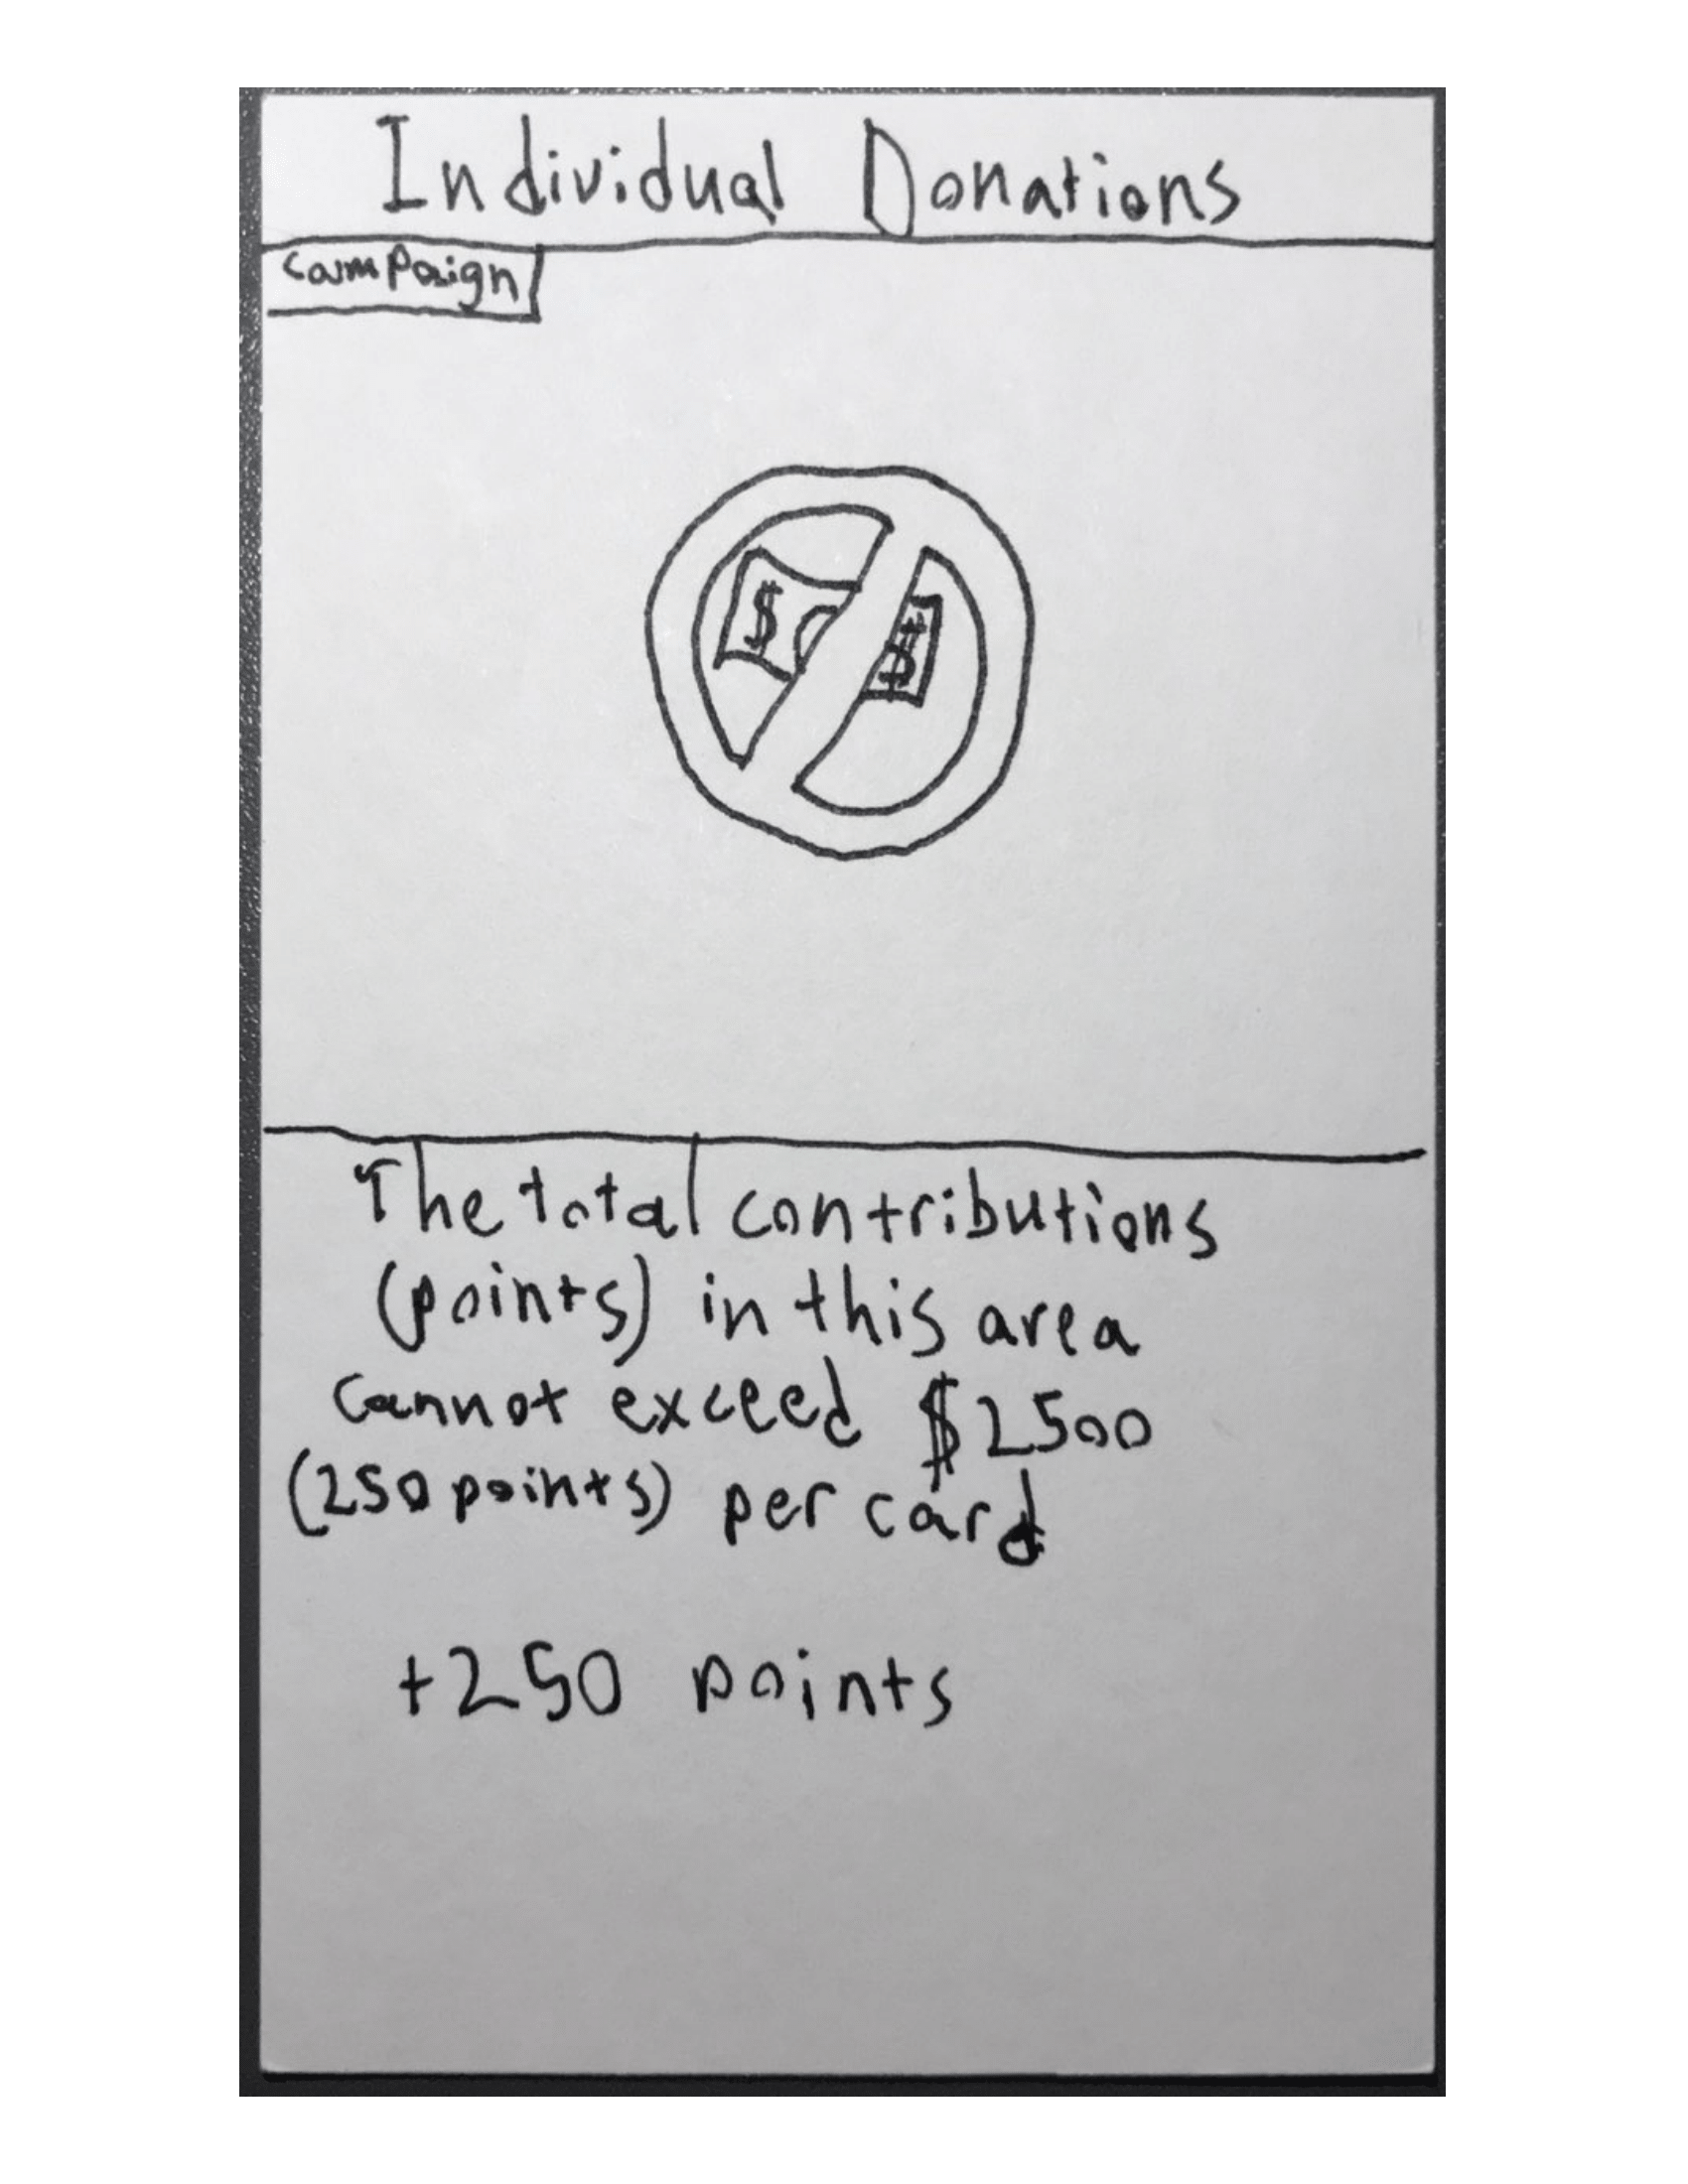 Individual Donations
Campaign
$ $
The total contributions
(points) in this area
cannot exceed $2500
(250 points) per card
+250 points